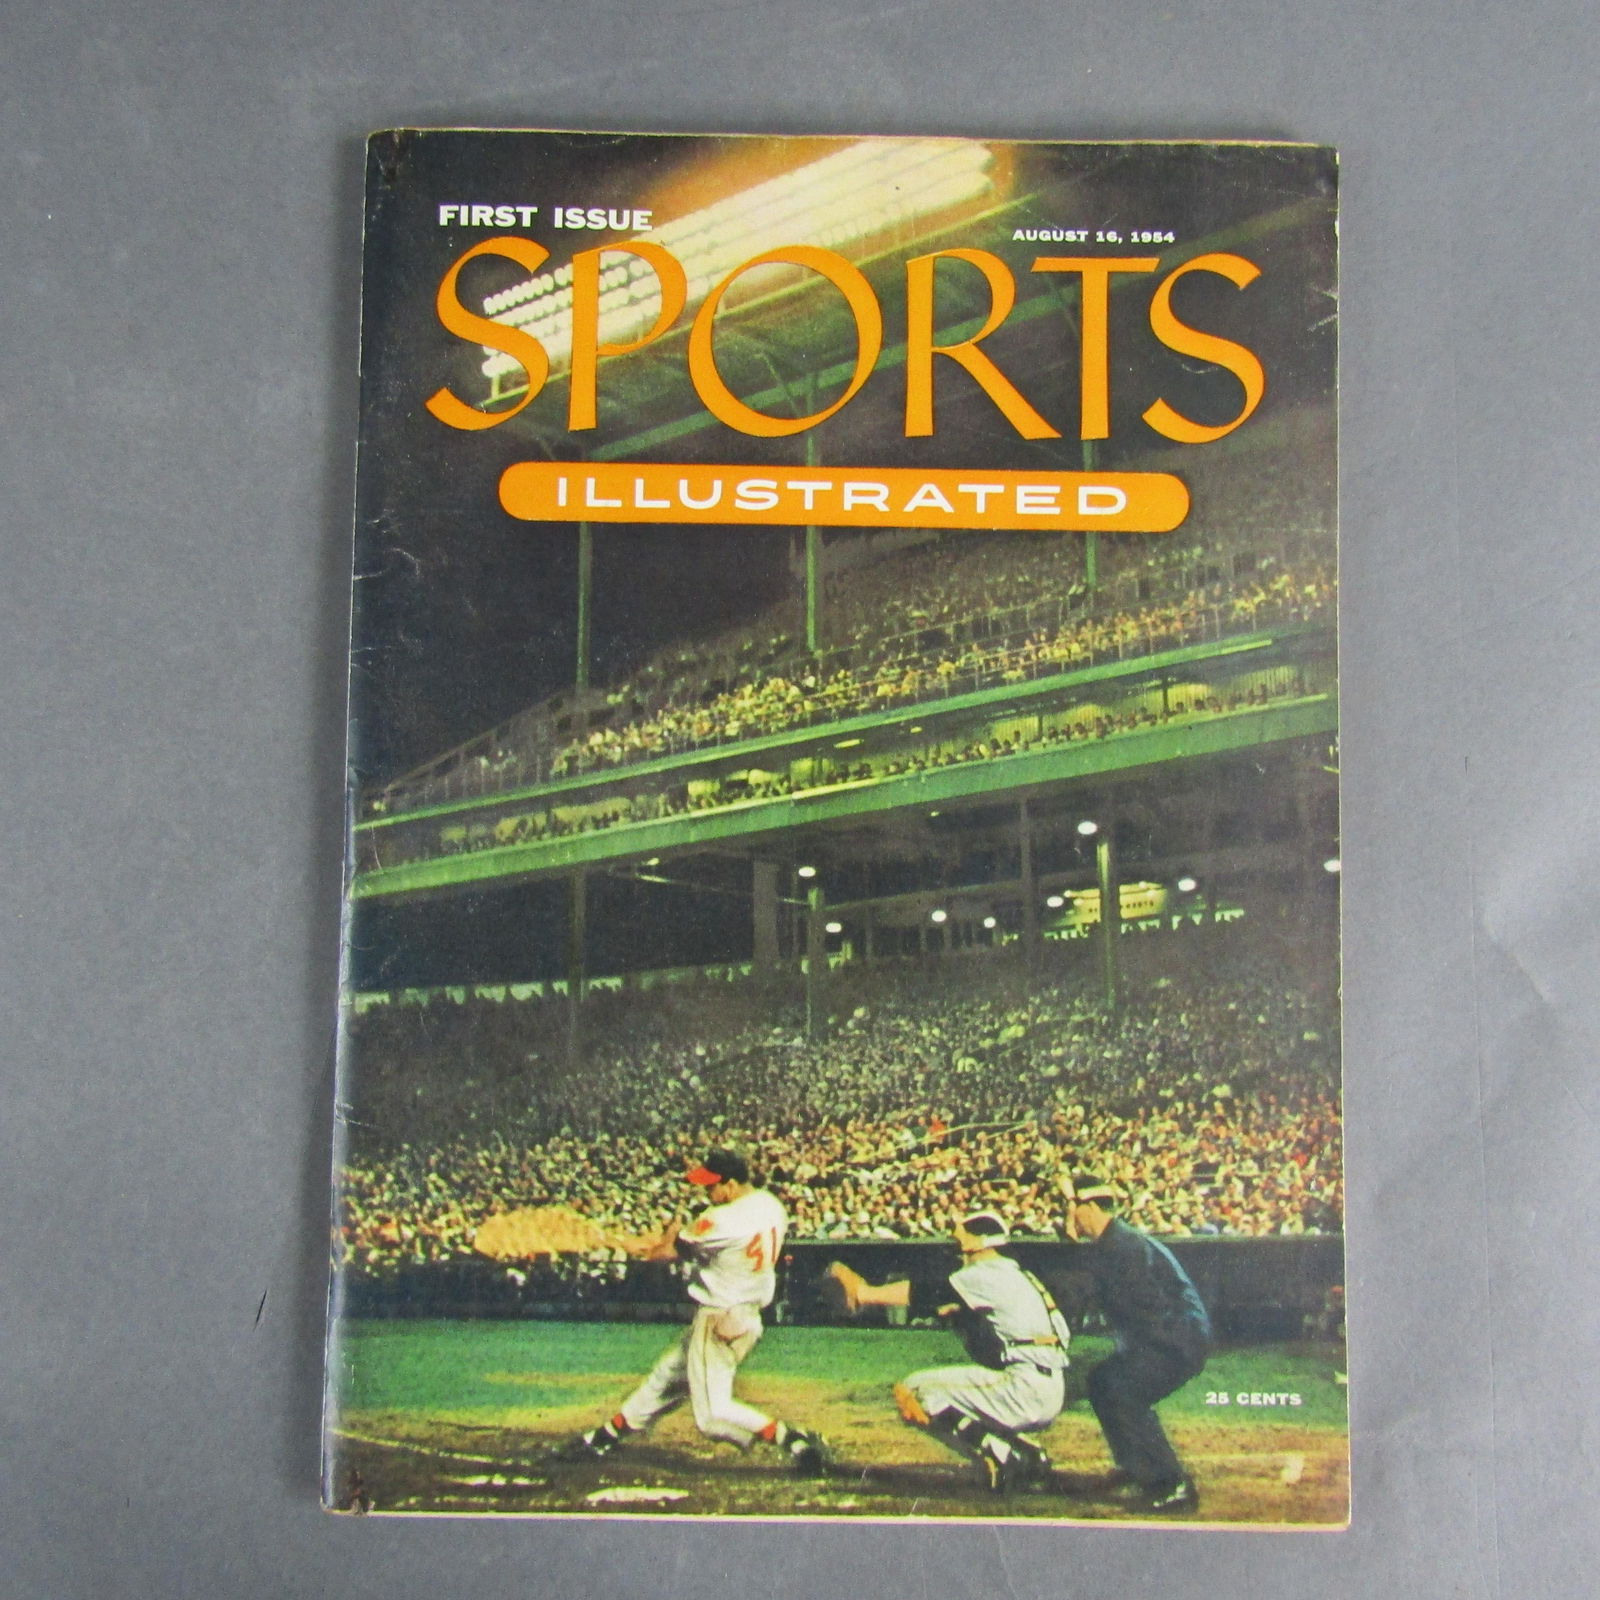 FIRST ISSUE
AUGUST 16, 1954
SPORTS
ILLUSTRATED
25 CENTS